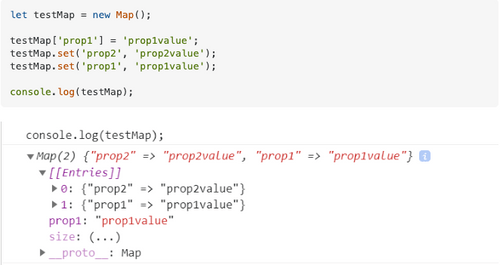 let testMap = new Map();
testMap['prop1'] = 'prop1value';
testMap.set('prop2', 'prop2value');
testMap.set('prop1', 'prop1value');
console.log(testMap);
console.log(testMap);
▼Map(2) {"prop2" => "prop2value", "prop1" => "prop1value"} i
▼[[Entries]]
▶0: {"prop2" => "prop2value"}
▶1: {"prop1" => "prop1value"}
prop1: "prop1value"
size: (...)
▶__proto__: Map